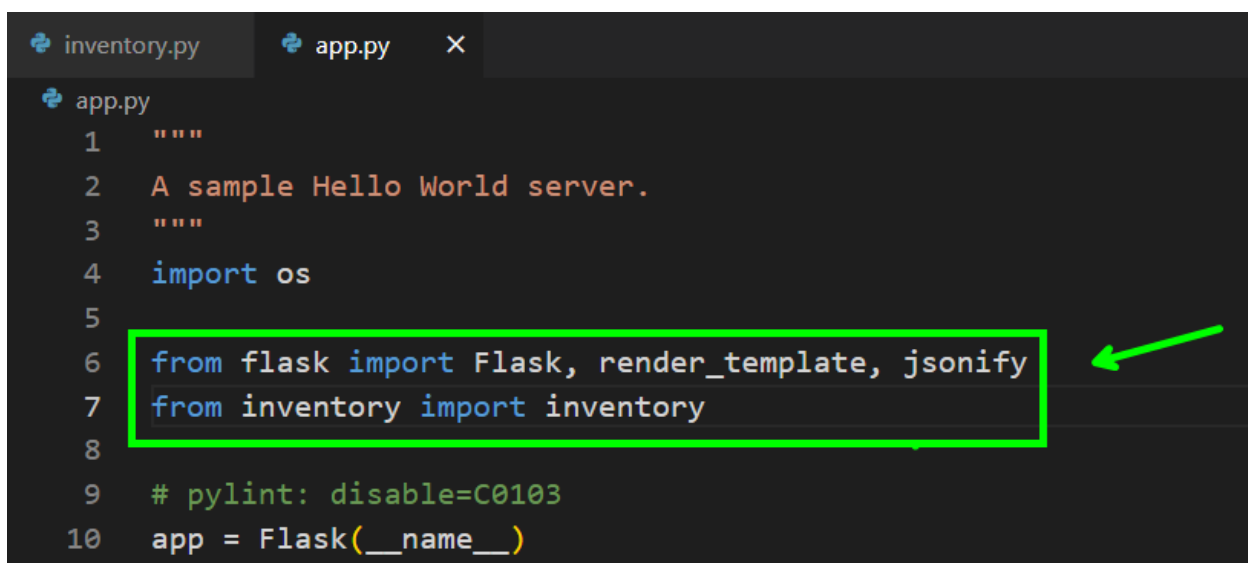 inventory.py app.py ×
app.py
1 """
2 A sample Hello World server.
3 """
4 import os
5
6 from flask import Flask, render_template, jsonify
7 from inventory import inventory
8
9 # pylint: disable=C0103
10 app = Flask(__name__)